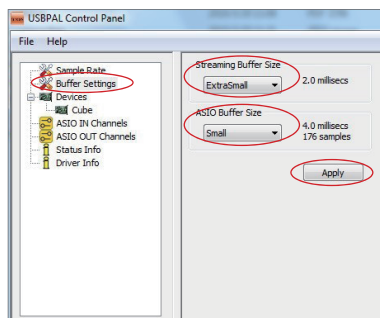 USBPAL Control Panel
File Help
Sample Rate
Buffer Settings
Devices
Cube
ASIO IN Channels
ASIO OUT Channels
Status Info
Driver Info
Streaming Buffer Size
ExtraSmall 2.0 millisecs
ASIO Buffer Size
Small 4.0 millisecs
176 samples
Apply